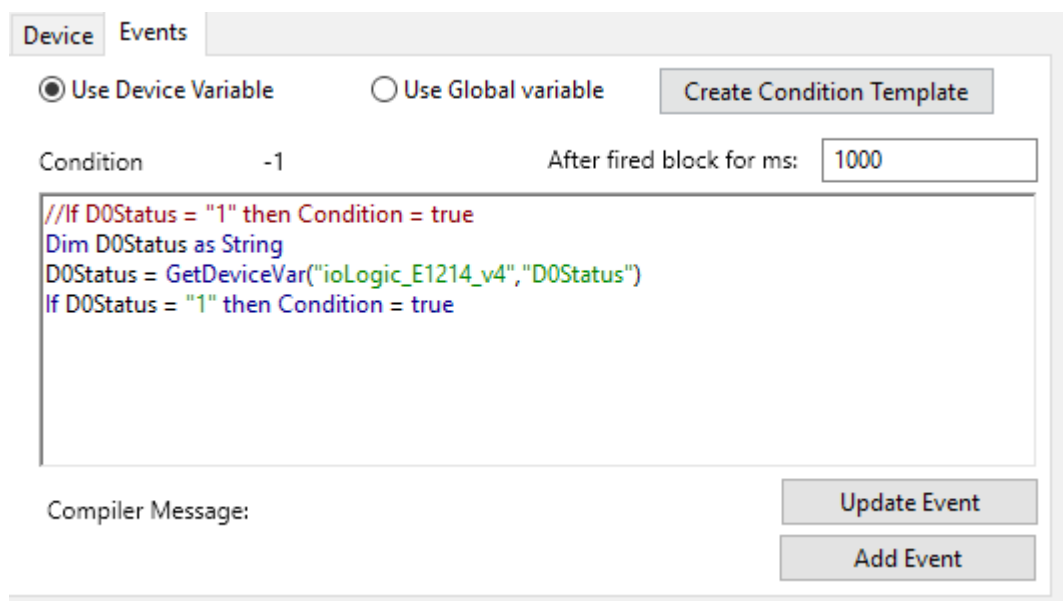 Device Events
Use Device Variable Use Global variable Create Condition Template
Condition -1 After fired block for ms: 1000
//If D0Status = "1" then Condition = true
Dim D0Status as String
D0Status = GetDeviceVar("ioLogic_E1214_v4","D0Status")
If D0Status = "1" then Condition = true
Compiler Message: Update Event
Add Event